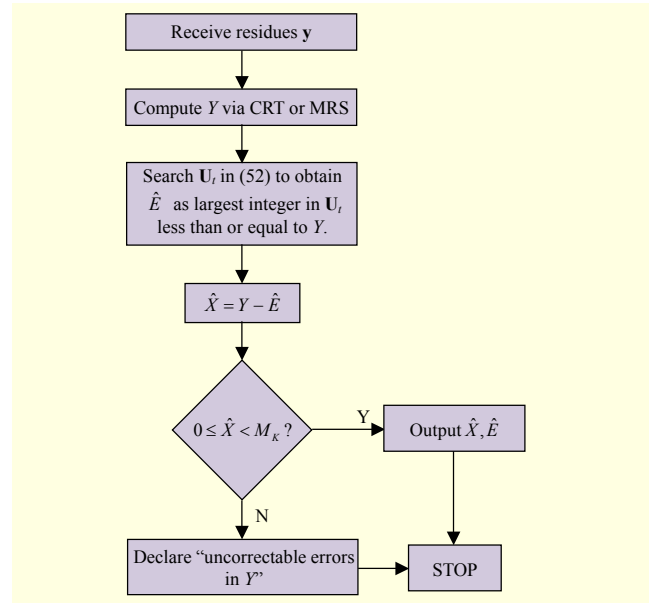 Receive residues y
Compute Y via CRT or MRS
Search Uₜ in (52) to obtain
Ê as largest integer in Uₜ
less than or equal to Y.
X̂ = Y − Ê
0 ≤ X̂ < M_K ?
Y
Output X̂, Ê
N
Declare “uncorrectable errors
in Y”
STOP